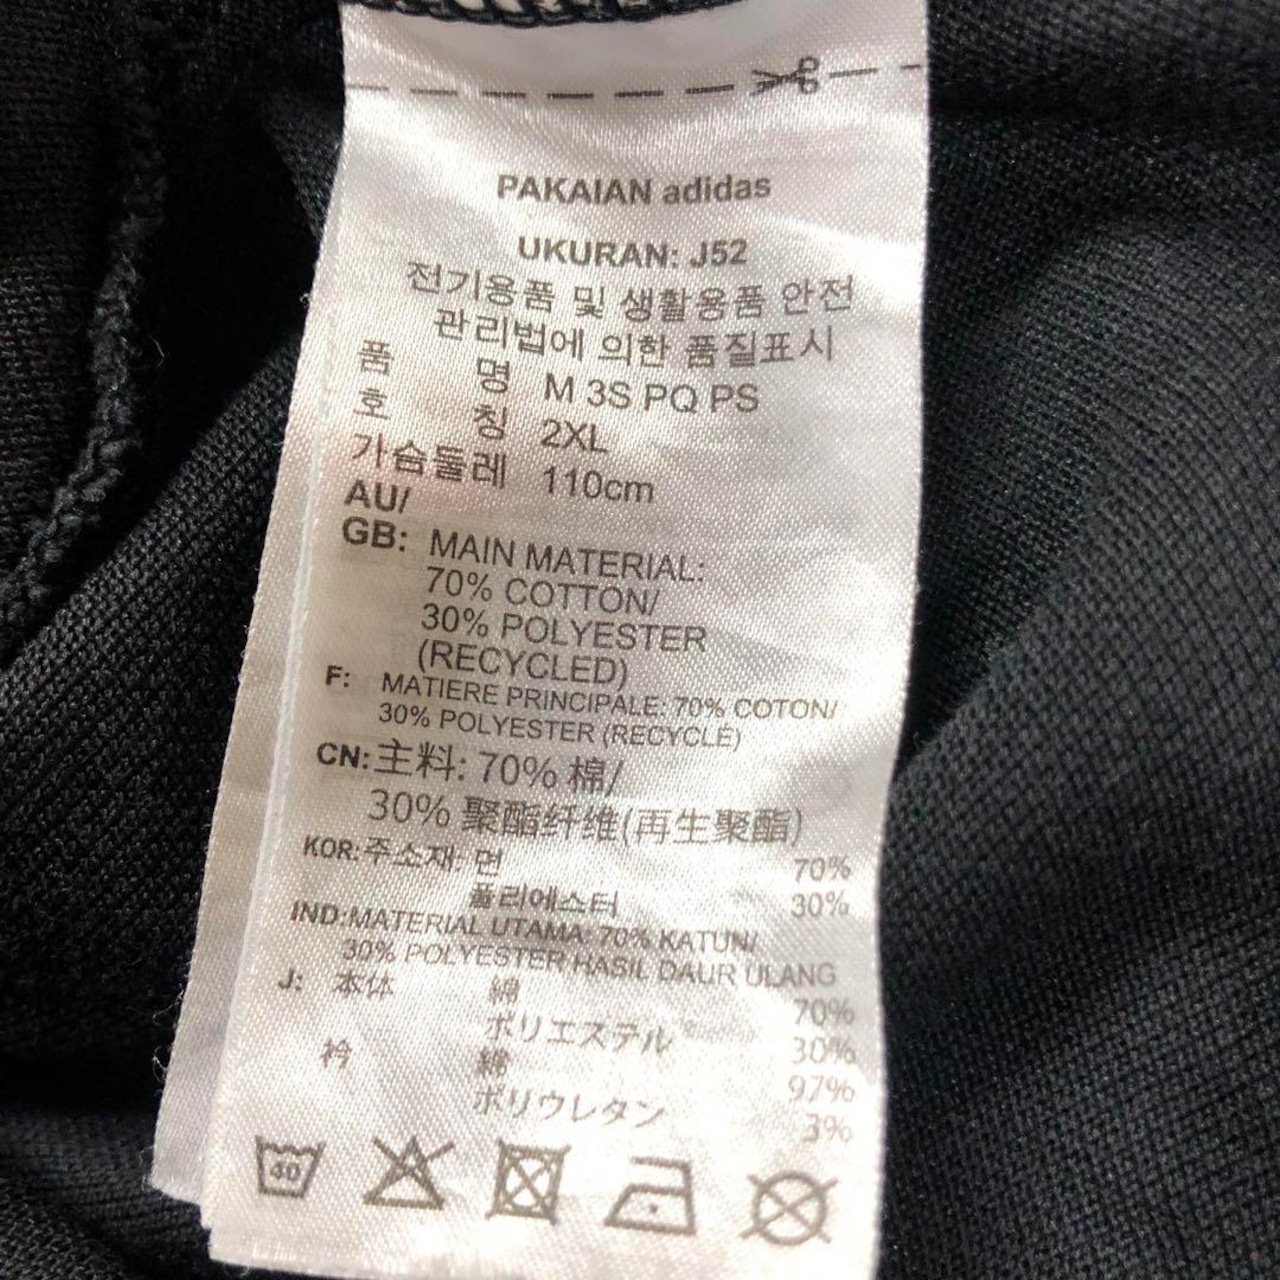 PAKAIAN adidas
UKURAN: J52
전기용품 및 생활용품 안전
관리법에 의한 품질표시
품 명 M 3S PQ PS
호 칭 2XL
가슴둘레 110cm
AU/
GB: MAIN MATERIAL:
70% COTTON/
30% POLYESTER
(RECYCLED)
F: MATIERE PRINCIPALE: 70% COTON/
30% POLYESTER (RECYCLÉ)
CN: 主料: 70% 棉/
30% 聚酯纤维(再生聚酯)
KOR: 주소재: 면 70%
폴리에스터 30%
IND: MATERIAL UTAMA: 70% KATUN/
30% POLYESTER HASIL DAUR ULANG
J: 本体 綿 70%
ポリエステル 30%
衿 綿 97%
ポリウレタン 3%
40